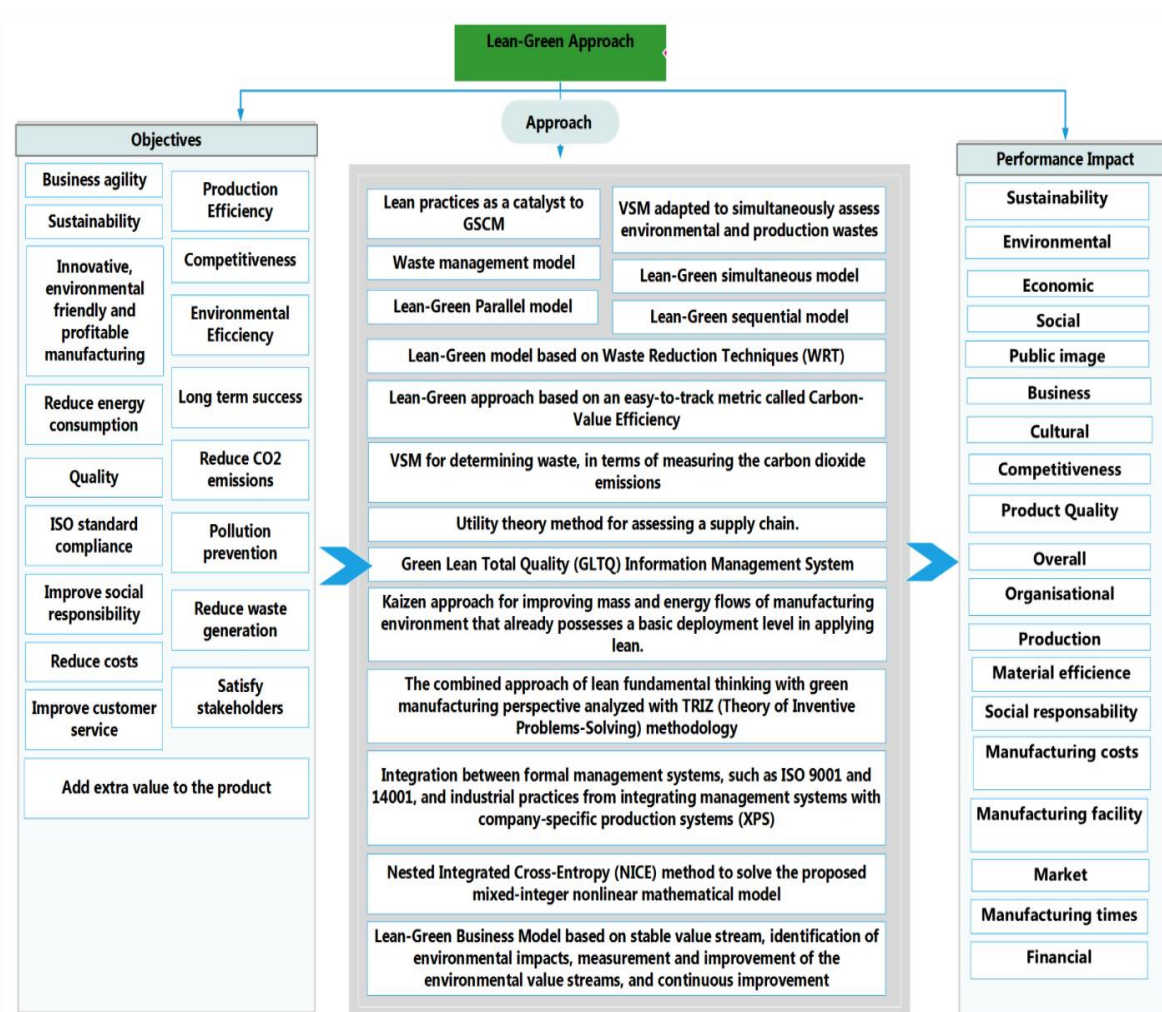 Lean-Green Approach
Approach
Objectives
Business agility
Sustainability
Innovative,
environmental
friendly and
profitable
manufacturing
Reduce energy
consumption
Quality
ISO standard
compliance
Improve social
responsibility
Reduce costs
Improve customer
service
Production
Efficiency
Competitiveness
Environmental
Eficciency
Long term success
Reduce CO2
emissions
Pollution
prevention
Reduce waste
generation
Satisfy
stakeholders
Add extra value to the product
Lean practices as a catalyst to
GSCM
Waste management model
Lean-Green Parallel model
VSM adapted to simultaneously assess
environmental and production wastes
Lean-Green simultaneous model
Lean-Green sequential model
Lean-Green model based on Waste Reduction Techniques (WRT)
Lean-Green approach based on an easy-to-track metric called Carbon-
Value Efficiency
VSM for determining waste, in terms of measuring the carbon dioxide
emissions
Utility theory method for assessing a supply chain.
Green Lean Total Quality (GLTQ) Information Management System
Kaizen approach for improving mass and energy flows of manufacturing
environment that already possesses a basic deployment level in applying
lean.
The combined approach of lean fundamental thinking with green
manufacturing perspective analyzed with TRIZ (Theory of Inventive
Problems-Solving) methodology
Integration between formal management systems, such as ISO 9001 and
14001, and industrial practices from integrating management systems with
company-specific production systems (XPS)
Nested Integrated Cross-Entropy (NICE) method to solve the proposed
mixed-integer nonlinear mathematical model
Lean-Green Business Model based on stable value stream, identification of
environmental impacts, measurement and improvement of the
environmental value streams, and continuous improvement
Performance Impact
Sustainability
Environmental
Economic
Social
Public image
Business
Cultural
Competitiveness
Product Quality
Overall
Organisational
Production
Material efficience
Social responsability
Manufacturing costs
Manufacturing facility
Market
Manufacturing times
Financial